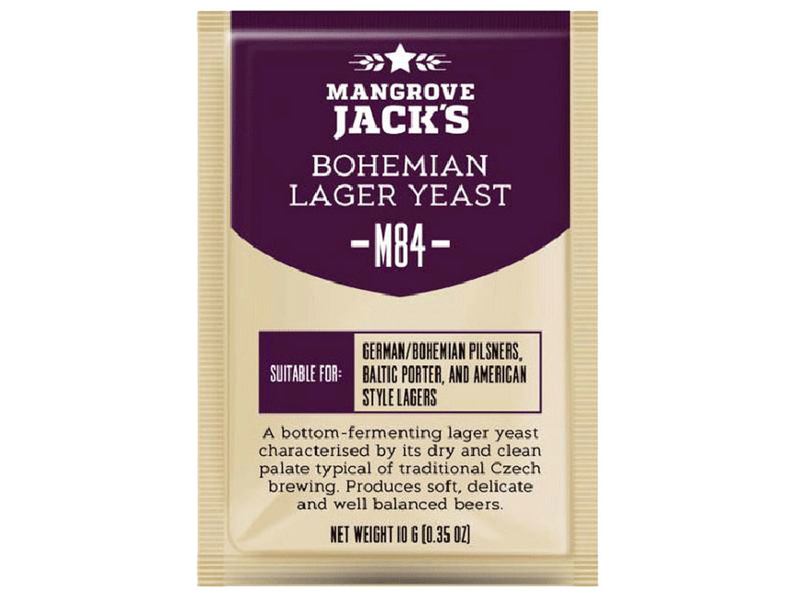 MANGROVE
JACK'S
BOHEMIAN
LAGER YEAST
-M84-
SUITABLE FOR:
GERMAN/BOHEMIAN PILSNERS,
BALTIC PORTER, AND AMERICAN
STYLE LAGERS
A bottom-fermenting lager yeast
characterised by its dry and clean
palate typical of traditional Czech
brewing. Produces soft, delicate
and well balanced beers.
NET WEIGHT 10 G (0.35 OZ)